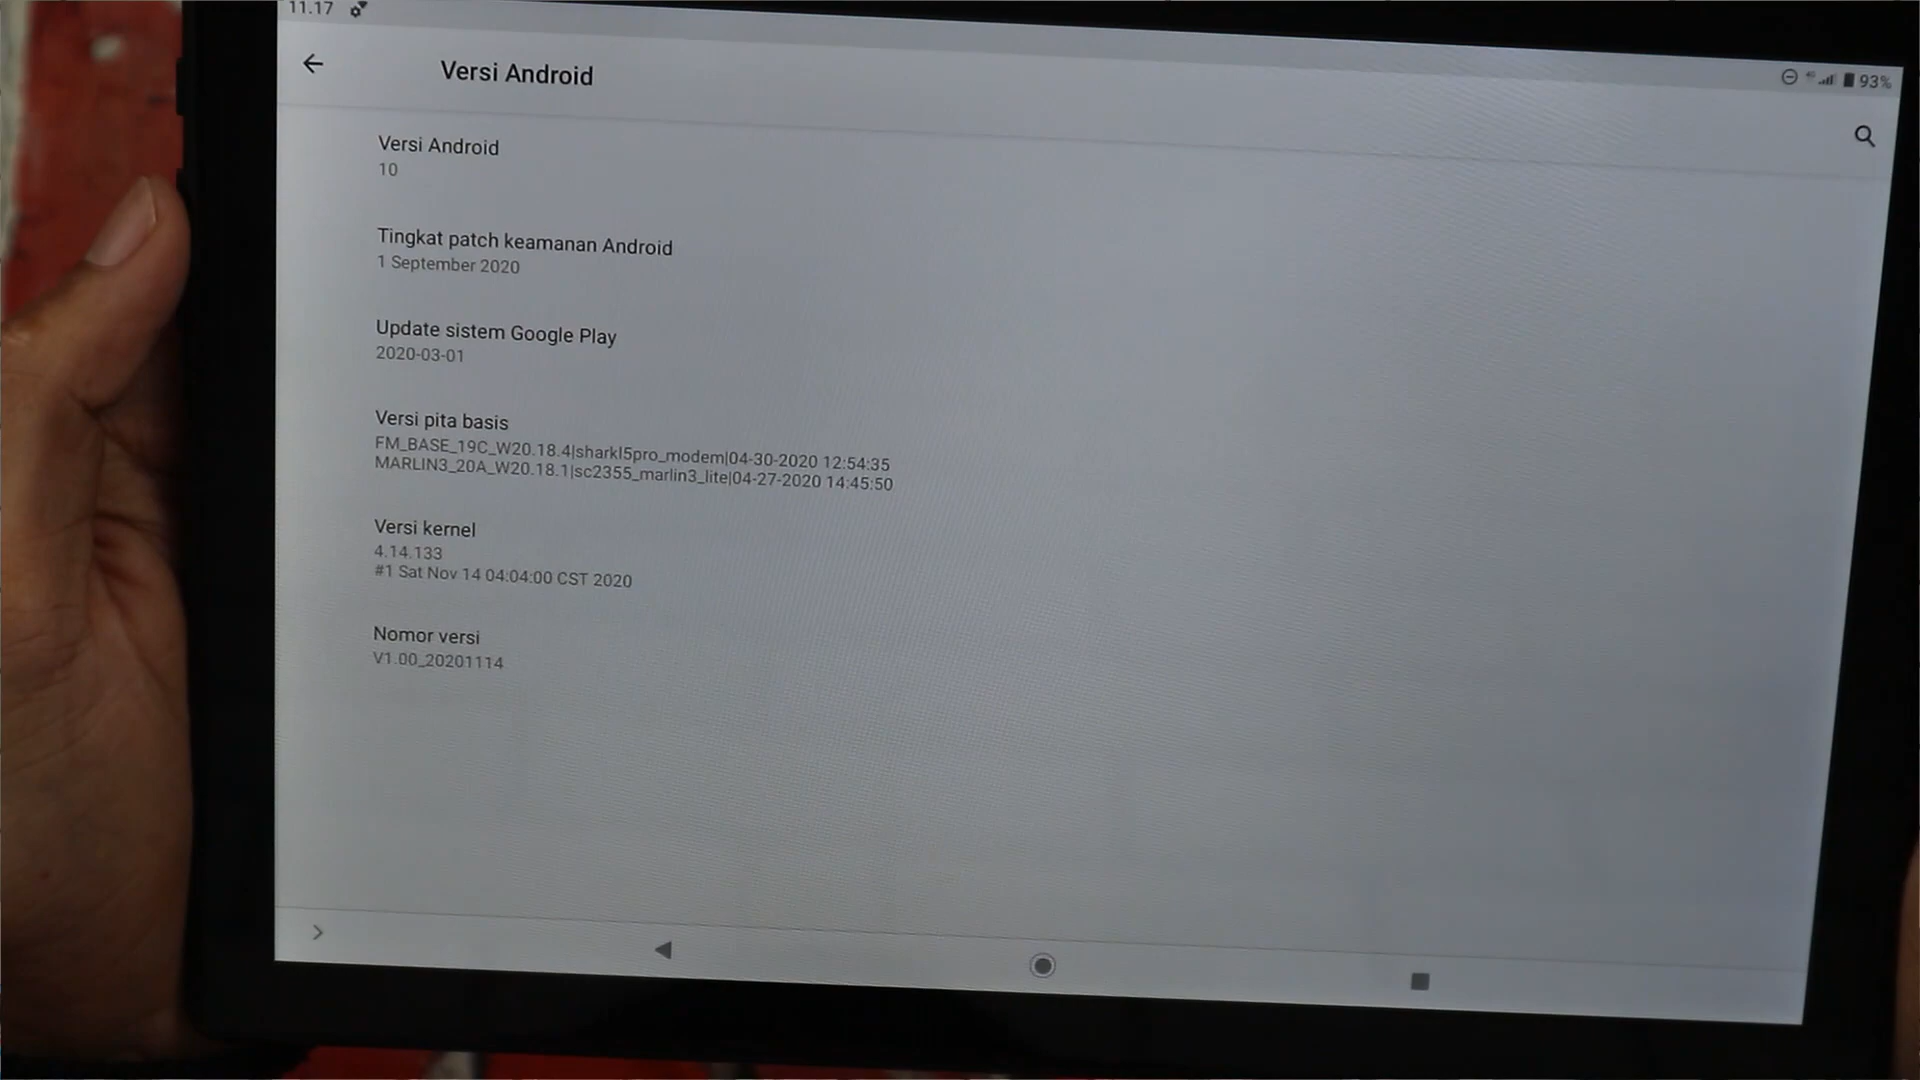 11.17
93%
Versi Android
Versi Android
10
Tingkat patch keamanan Android
1 September 2020
Update sistem Google Play
2020-03-01
Versi pita basis
FM_BASE_19C_W20.18.4|sharkl5pro_modem|04-30-2020 12:54:35
MARLIN3_20A_W20.18.1|sc2355_marlin3_lite|04-27-2020 14:45:50
Versi kernel
4.14.133
#1 Sat Nov 14 04:04:00 CST 2020
Nomor versi
V1.00_20201114